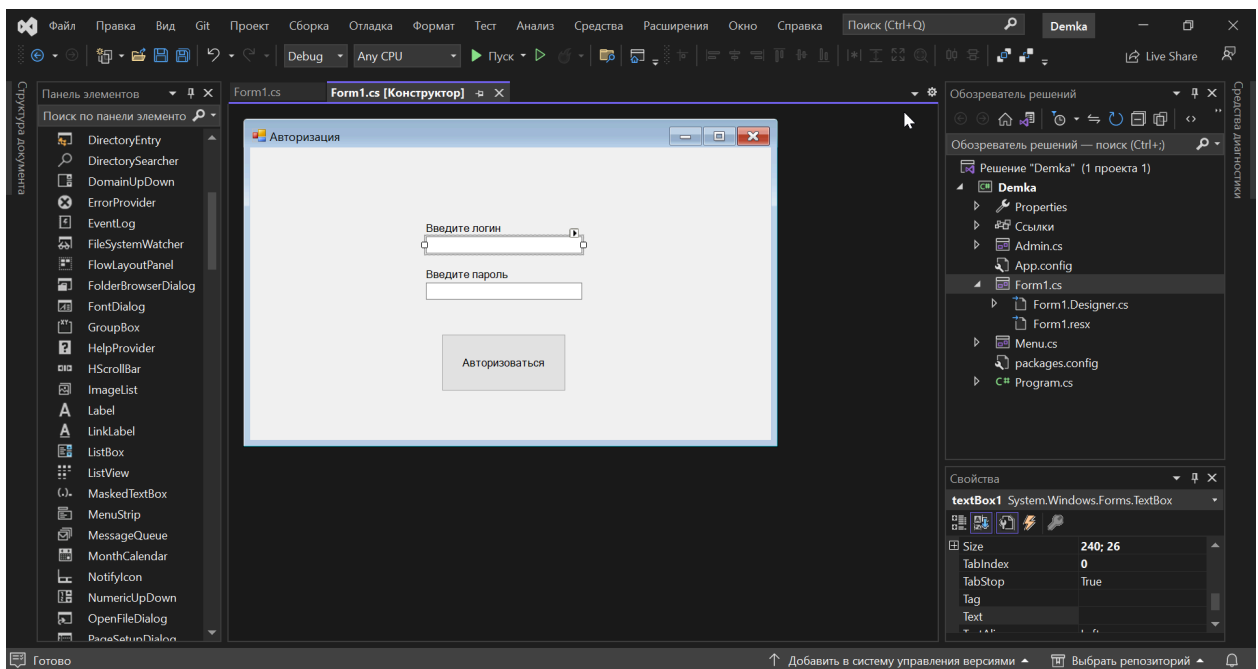 Файл Правка Вид Git Проект Сборка Отладка Формат Тест Анализ Средства Расширения Окно Справка Поиск (Ctrl+Q) Demka
Debug Any CPU Пуск Live Share
Структура документа
Панель элементов
Поиск по панели элементо
DirectoryEntry
DirectorySearcher
DomainUpDown
ErrorProvider
EventLog
FileSystemWatcher
FlowLayoutPanel
FolderBrowserDialog
FontDialog
GroupBox
HelpProvider
HScrollBar
ImageList
Label
LinkLabel
ListBox
ListView
MaskedTextBox
MenuStrip
MessageQueue
MonthCalendar
NotifyIcon
NumericUpDown
OpenFileDialog
PageSetupDialog
Form1.cs Form1.cs [Конструктор]
Авторизация
Введите логин
Введите пароль
Авторизоваться
Обозреватель решений
Обозреватель решений — поиск (Ctrl+;)
Решение "Demka" (1 проекта 1)
C# Demka
Properties
Ссылки
Admin.cs
App.config
Form1.cs
Form1.Designer.cs
Form1.resx
Menu.cs
packages.config
C# Program.cs
Свойства
textBox1 System.Windows.Forms.TextBox
Size 240; 26
TabIndex 0
TabStop True
Tag
Text
Средства диагностики
Готово Добавить в систему управления версиями Выбрать репозиторий